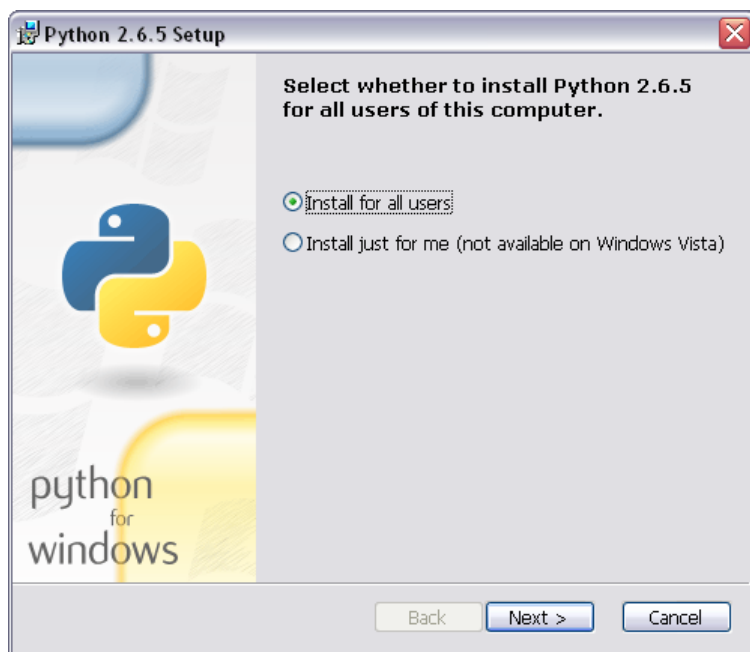 Python 2.6.5 Setup
Select whether to install Python 2.6.5
for all users of this computer.
Install for all users
Install just for me (not available on Windows Vista)
python
for
windows
Back
Next >
Cancel